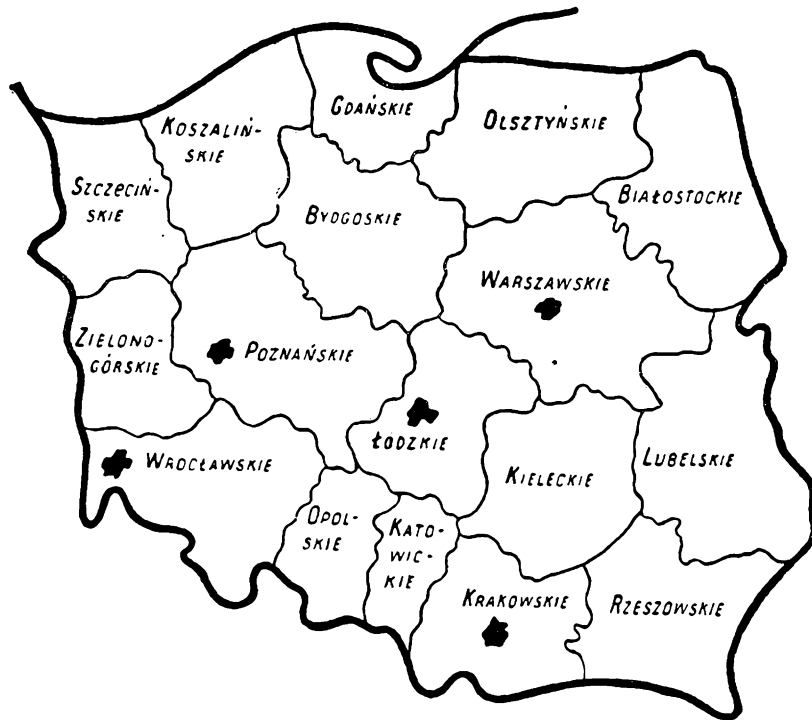 GDAŃSKIE
KOSZALIŃ-
SKIE
OLSZTYŃSKIE
SZCZECIŃ-
SKIE
BIAŁOSTOCKIE
BYDGOSKIE
WARSZAWSKIE
ZIELONO-
GÓRSKIE
POZNAŃSKIE
ŁÓDZKIE
WROCŁAWSKIE
KIELECKIE
LUBELSKIE
OPOL-
SKIE
KATO-
WIC-
KIE
KRAKOWSKIE
RZESZOWSKIE